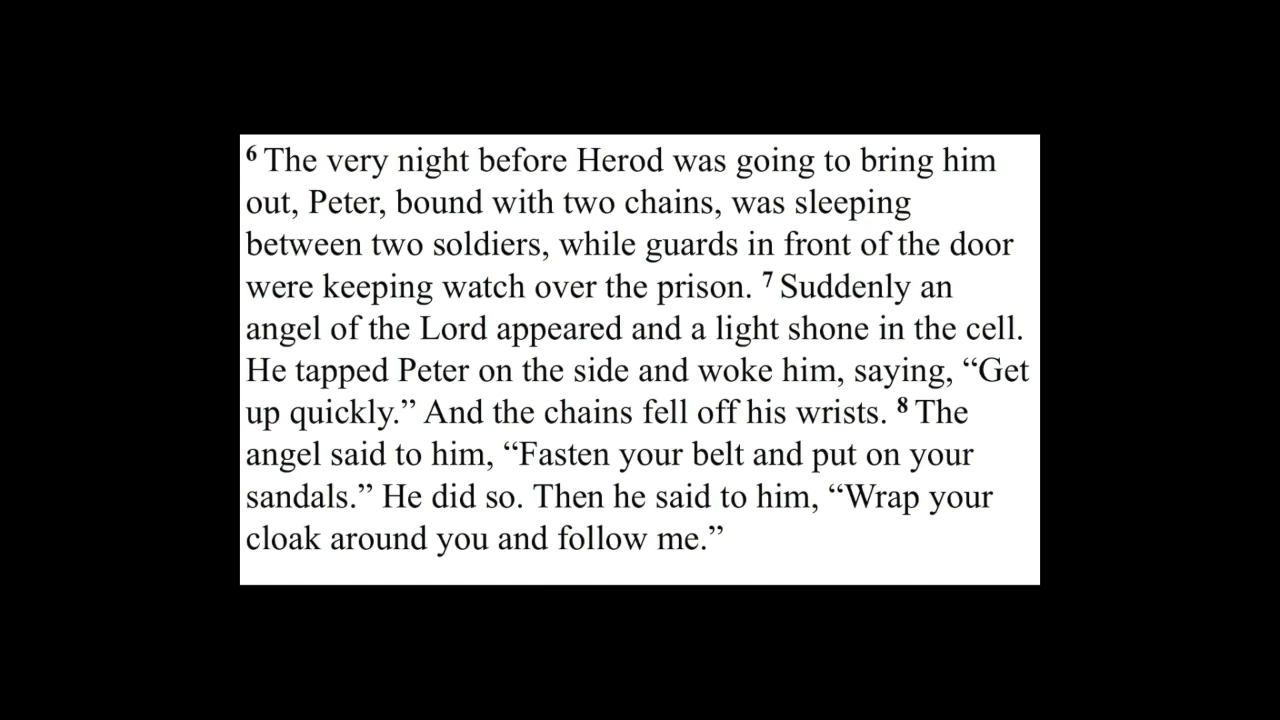 6 The very night before Herod was going to bring him
out, Peter, bound with two chains, was sleeping
between two soldiers, while guards in front of the door
were keeping watch over the prison. 7 Suddenly an
angel of the Lord appeared and a light shone in the cell.
He tapped Peter on the side and woke him, saying, “Get
up quickly.” And the chains fell off his wrists. 8 The
angel said to him, “Fasten your belt and put on your
sandals.” He did so. Then he said to him, “Wrap your
cloak around you and follow me.”